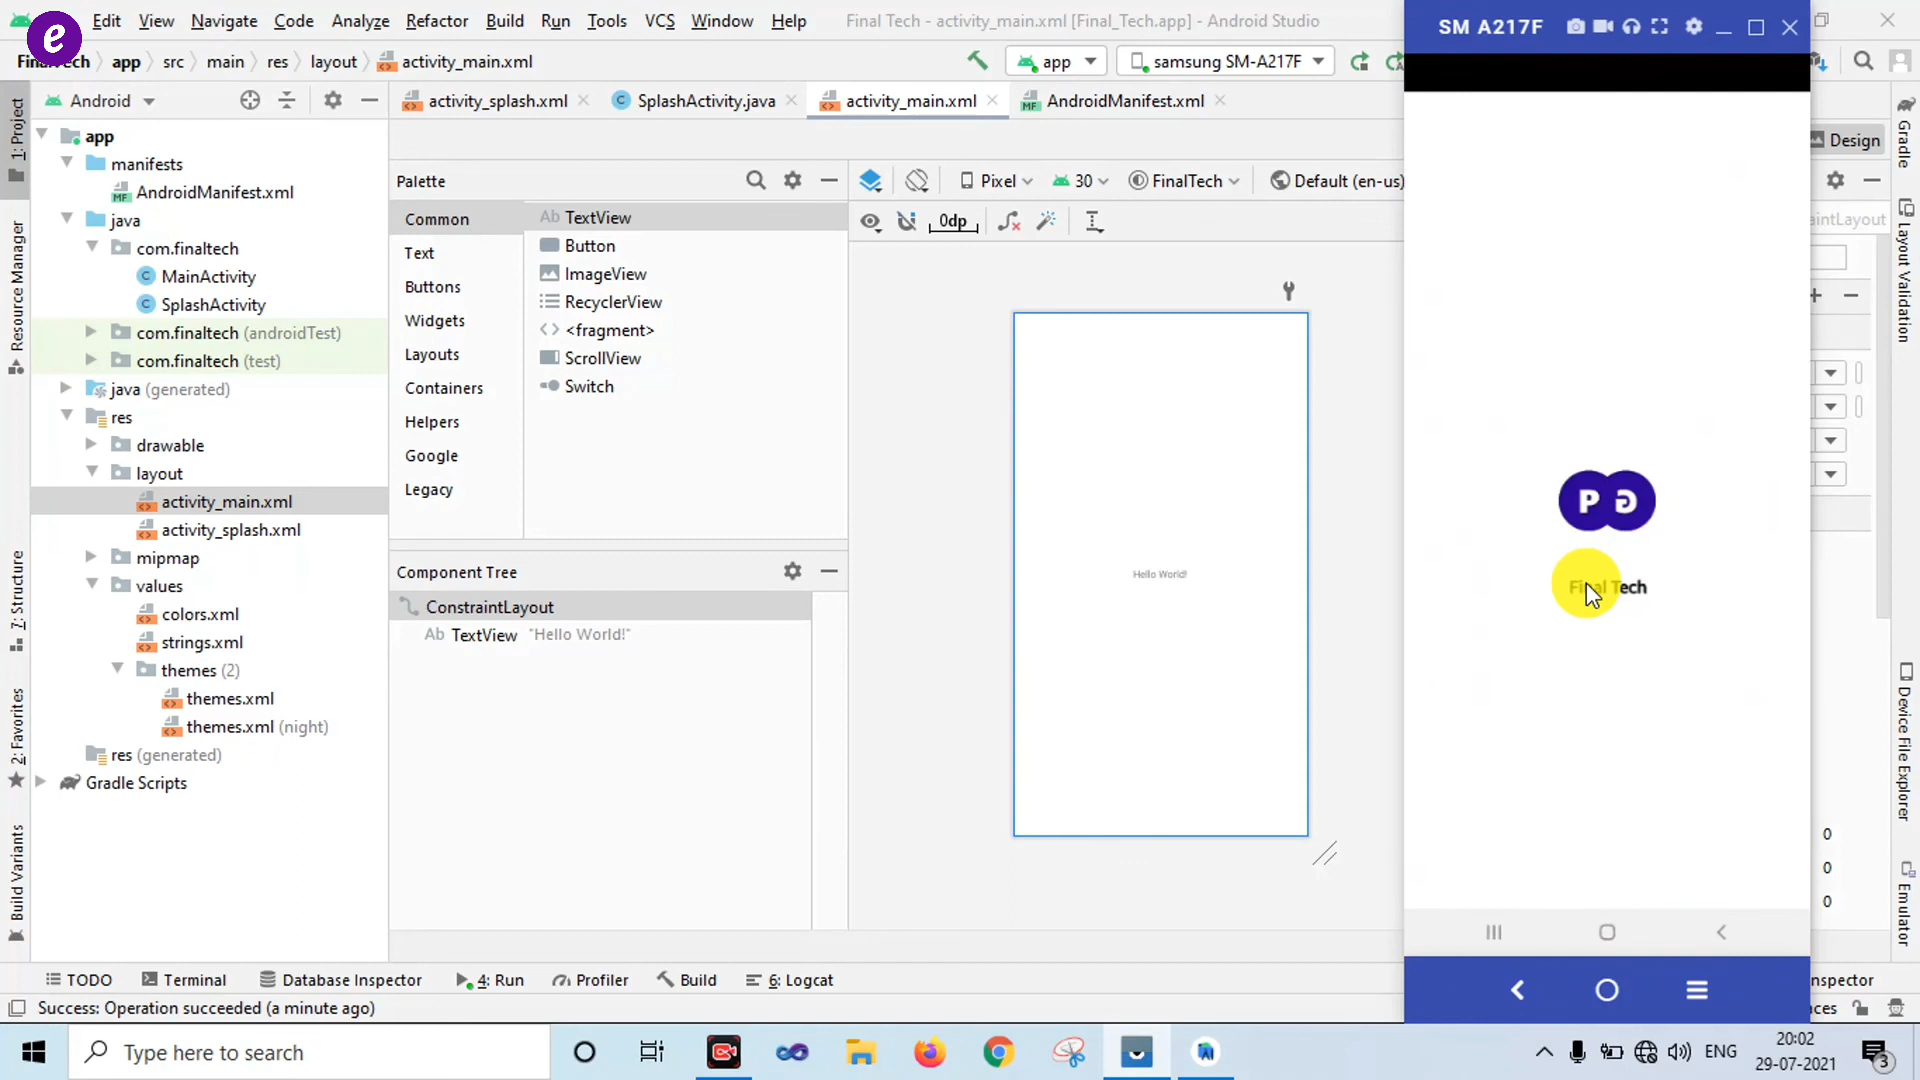 e
Edit View Navigate Code Analyze Refactor Build Run Tools VCS Window Help Final Tech - activity_main.xml [Final_Tech.app] - Android Studio
app src main res layout activity_main.xml
app samsung SM-A217F
SM A217F
Android
activity_splash.xml SplashActivity.java activity_main.xml AndroidManifest.xml
Design
app
manifests
AndroidManifest.xml
java
com.finaltech
MainActivity
SplashActivity
com.finaltech (androidTest)
com.finaltech (test)
java (generated)
res
drawable
layout
activity_main.xml
activity_splash.xml
mipmap
values
colors.xml
strings.xml
themes (2)
themes.xml
themes.xml (night)
res (generated)
Gradle Scripts
1: Project
Resource Manager
7: Structure
2: Favorites
Build Variants
Palette
Common
Text
Buttons
Widgets
Layouts
Containers
Helpers
Google
Legacy
Ab TextView
Button
ImageView
RecyclerView
<fragment>
ScrollView
Switch
Component Tree
ConstraintLayout
Ab TextView "Hello World!"
Pixel 30 FinalTech Default (en-us)
0dp
Hello World!
P G
Final Tech
intLayout
0
0
0
Gradle
Layout Validation
Device File Explorer
Emulator
TODO Terminal Database Inspector 4: Run Profiler Build 6: Logcat
nspector
Success: Operation succeeded (a minute ago)
ces
Type here to search
ENG
20:02
29-07-2021
3